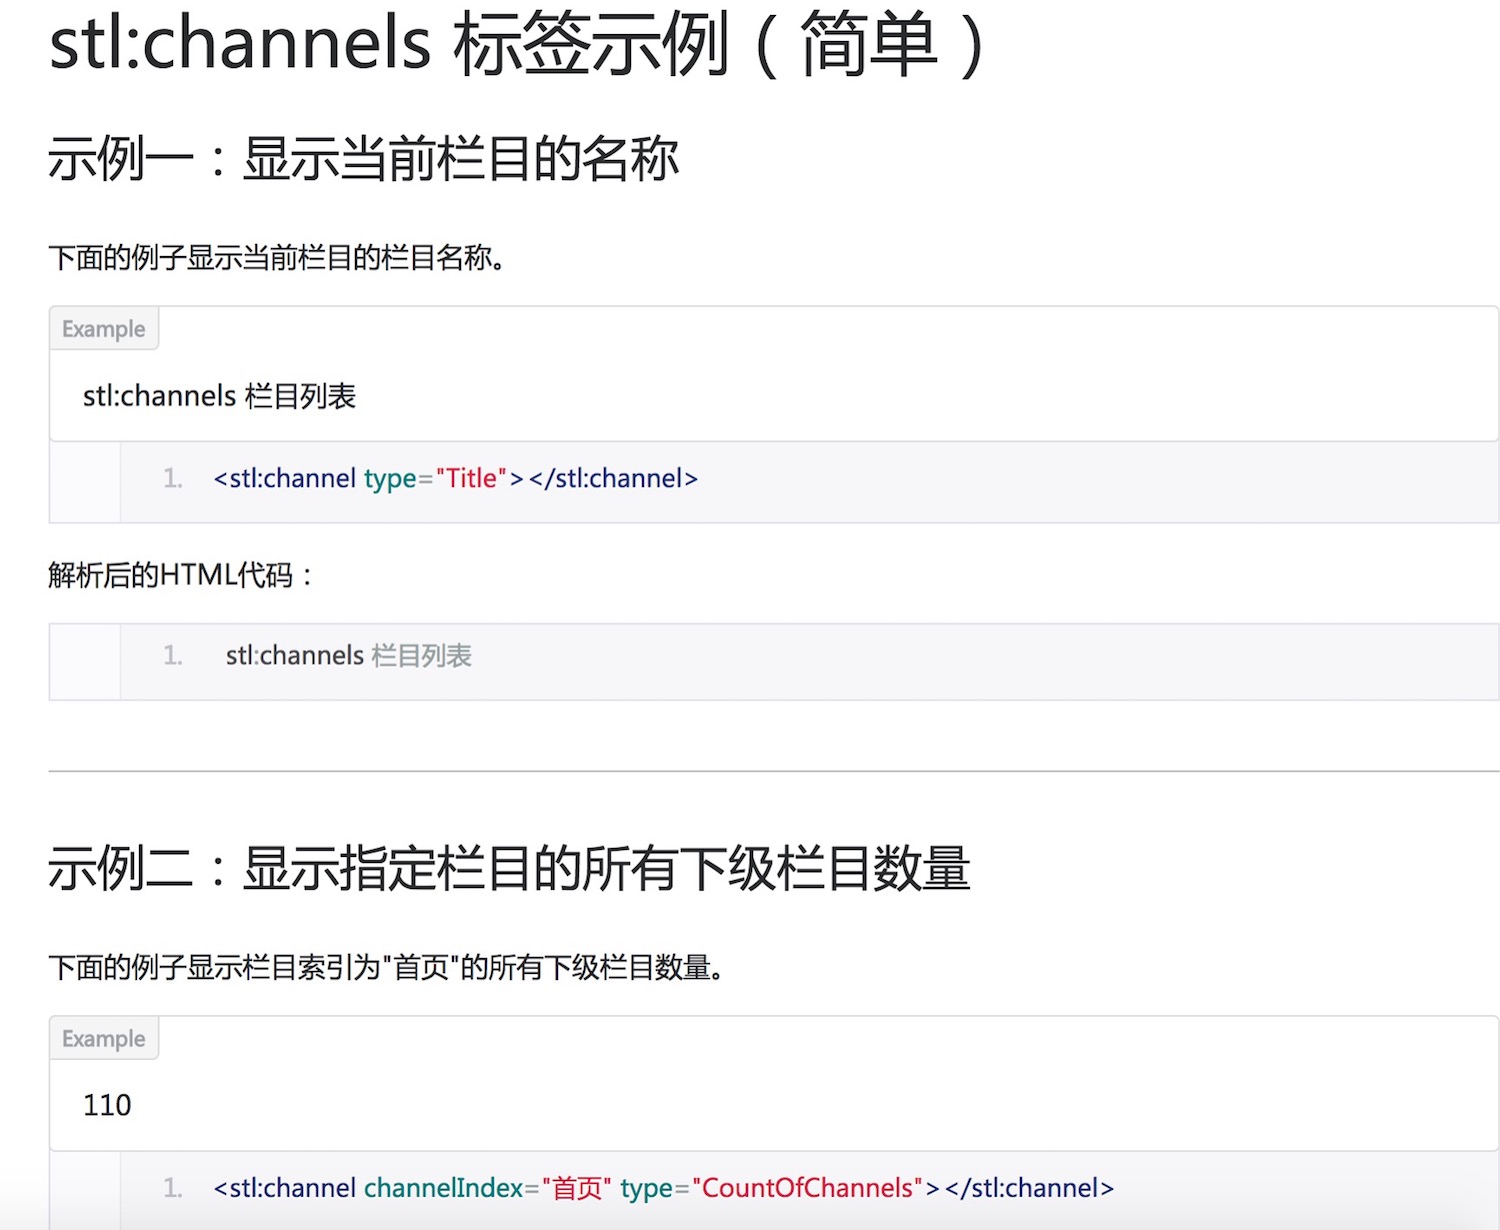 stl:channels 标签示例（简单）
示例一：显示当前栏目的名称
下面的例子显示当前栏目的栏目名称。
Example
stl:channels 栏目列表
1. <stl:channel type="Title"></stl:channel>
解析后的HTML代码：
1. stl:channels 栏目列表
示例二：显示指定栏目的所有下级栏目数量
下面的例子显示栏目索引为"首页"的所有下级栏目数量。
Example
110
1. <stl:channel channelIndex="首页" type="CountOfChannels"></stl:channel>